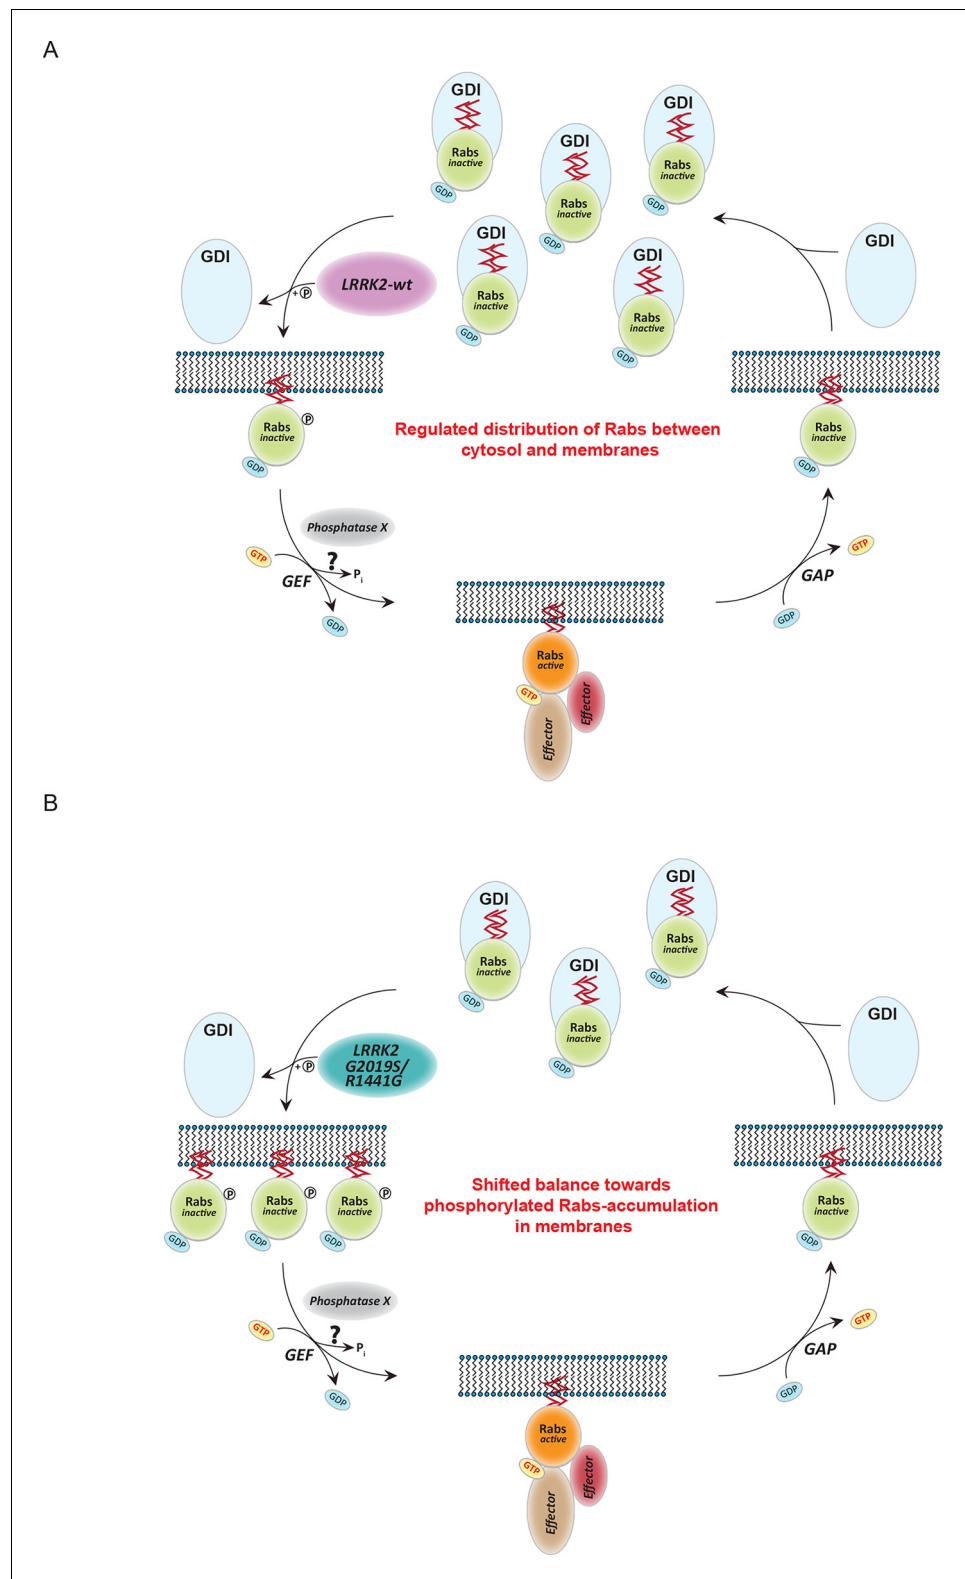 A
GDI
Rabs
inactive
GDP
GDI
Rabs
inactive
GDP
GDI
Rabs
inactive
GDP
GDI
Rabs
inactive
GDP
GDI
Rabs
inactive
GDP
GDI
+ P
LRRK2-wt
GDI
Rabs
inactive
P
GDP
Regulated distribution of Rabs between
cytosol and membranes
Rabs
inactive
GDP
Phosphatase X
GTP
?
GEF
Pi
GDP
GTP
GAP
GDP
Rabs
active
GTP
Effector
Effector
B
GDI
Rabs
inactive
GDP
GDI
Rabs
inactive
GDP
GDI
Rabs
inactive
GDP
GDI
+ P
LRRK2
G2019S/
R1441G
GDI
Rabs
inactive
P
GDP
Rabs
inactive
P
GDP
Rabs
inactive
P
GDP
Shifted balance towards
phosphorylated Rabs-accumulation
in membranes
Rabs
inactive
GDP
Phosphatase X
GTP
?
GEF
Pi
GDP
GTP
GAP
GDP
Rabs
active
GTP
Effector
Effector